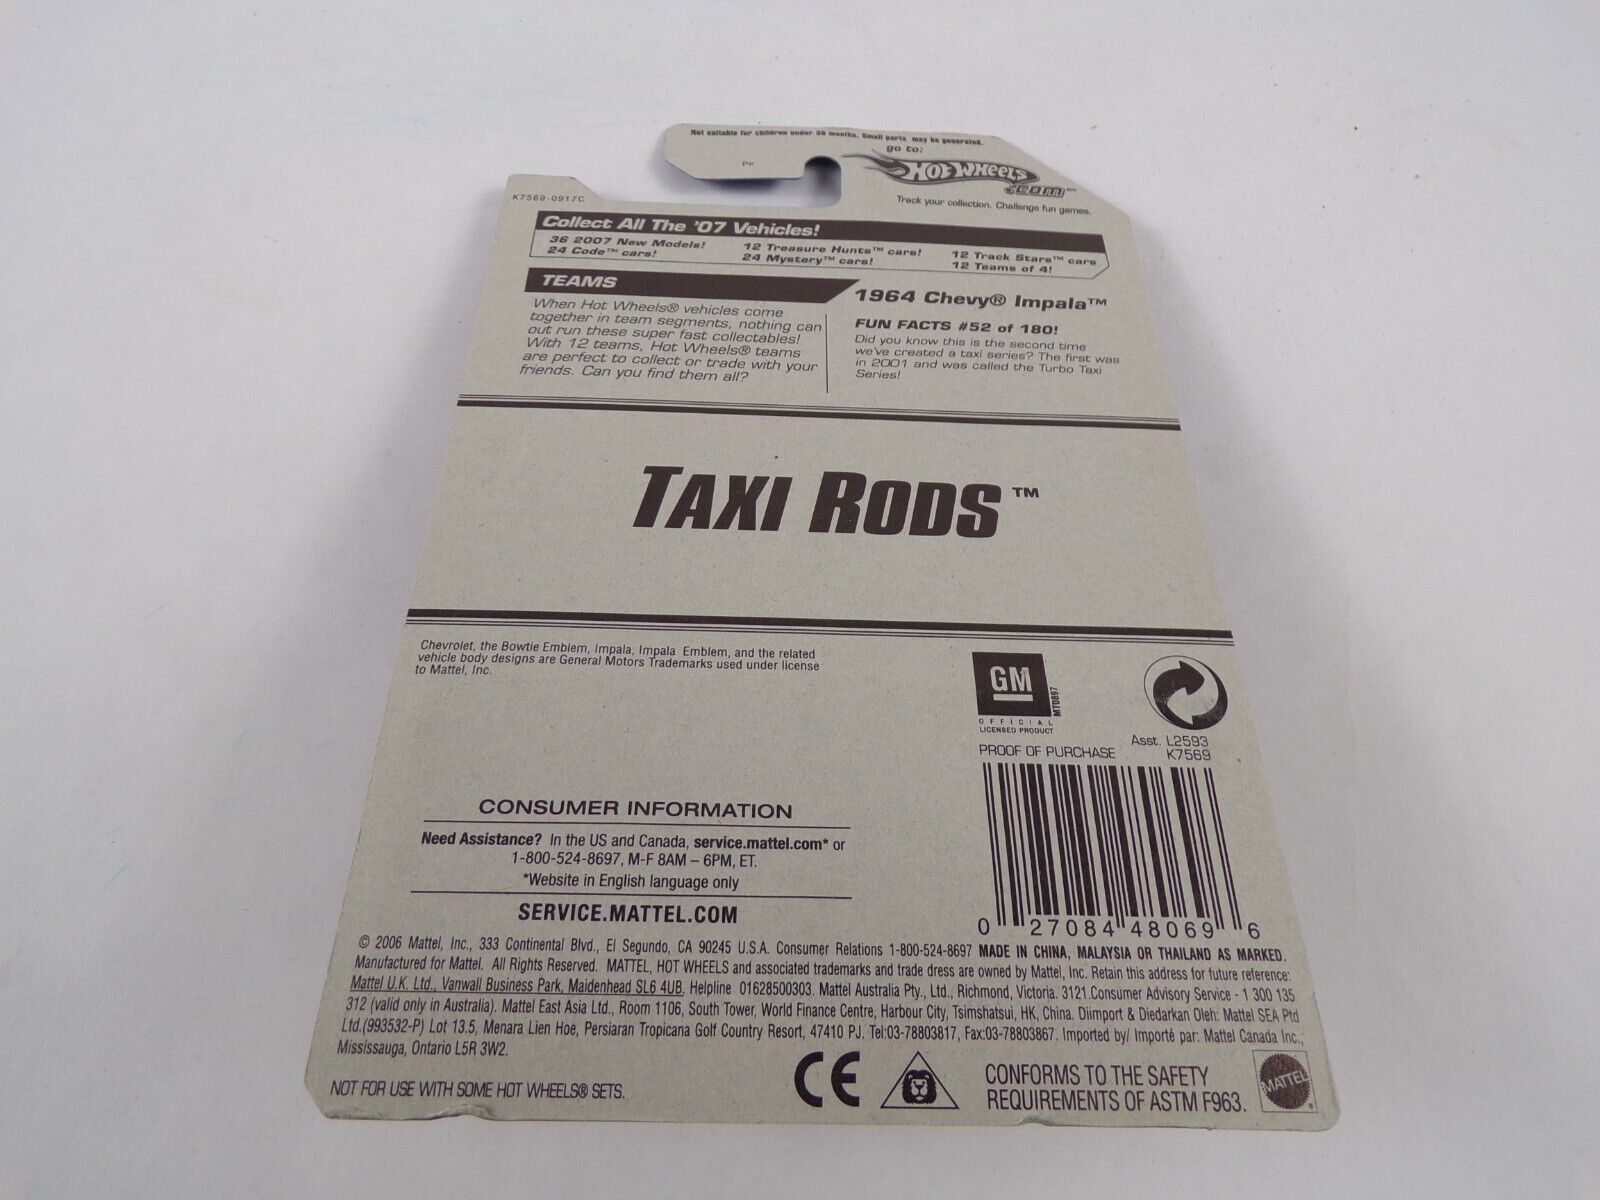 Not suitable for children under 36 months. Small parts may be generated.
Pr
go to:
HOT WHEELS
.COM™
Track your collection. Challenge fun games.
K7569-0917C
Collect All The '07 Vehicles!
36 2007 New Models!
24 Code™ cars!
12 Treasure Hunts™ cars!
24 Mystery™ cars!
12 Track Stars™ cars
12 Teams of 4!
TEAMS
When Hot Wheels® vehicles come
together in team segments, nothing can
out run these super fast collectables!
With 12 teams, Hot Wheels® teams
are perfect to collect or trade with your
friends. Can you find them all?
1964 Chevy® Impala™
FUN FACTS #52 of 180!
Did you know this is the second time
we've created a taxi series? The first was
in 2001 and was called the Turbo Taxi
Series!
TAXI RODS™
Chevrolet, the Bowtie Emblem, Impala, Impala Emblem, and the related
vehicle body designs are General Motors Trademarks used under license
to Mattel, Inc.
GM
MT0897
OFFICIAL
LICENSED PRODUCT
PROOF OF PURCHASE
Asst. L2593
K7569
0 27084 48069 6
CONSUMER INFORMATION
Need Assistance? In the US and Canada, service.mattel.com* or
1-800-524-8697, M-F 8AM – 6PM, ET.
*Website in English language only
SERVICE.MATTEL.COM
© 2006 Mattel, Inc., 333 Continental Blvd., El Segundo, CA 90245 U.S.A. Consumer Relations 1-800-524-8697 MADE IN CHINA, MALAYSIA OR THAILAND AS MARKED.
Manufactured for Mattel. All Rights Reserved. MATTEL, HOT WHEELS and associated trademarks and trade dress are owned by Mattel, Inc. Retain this address for future reference:
Mattel U.K. Ltd., Vanwall Business Park, Maidenhead SL6 4UB. Helpline 01628500303. Mattel Australia Pty., Ltd., Richmond, Victoria. 3121.Consumer Advisory Service - 1 300 135
312 (valid only in Australia). Mattel East Asia Ltd., Room 1106, South Tower, World Finance Centre, Harbour City, Tsimshatsui, HK, China. Diimport & Diedarkan Oleh: Mattel SEA Ptd
Ltd.(993532-P) Lot 13.5, Menara Lien Hoe, Persiaran Tropicana Golf Country Resort, 47410 PJ. Tel:03-78803817, Fax:03-78803867. Imported by/ Importé par: Mattel Canada Inc.,
Mississauga, Ontario L5R 3W2.
NOT FOR USE WITH SOME HOT WHEELS® SETS.
CE
CONFORMS TO THE SAFETY
REQUIREMENTS OF ASTM F963.
MATTEL